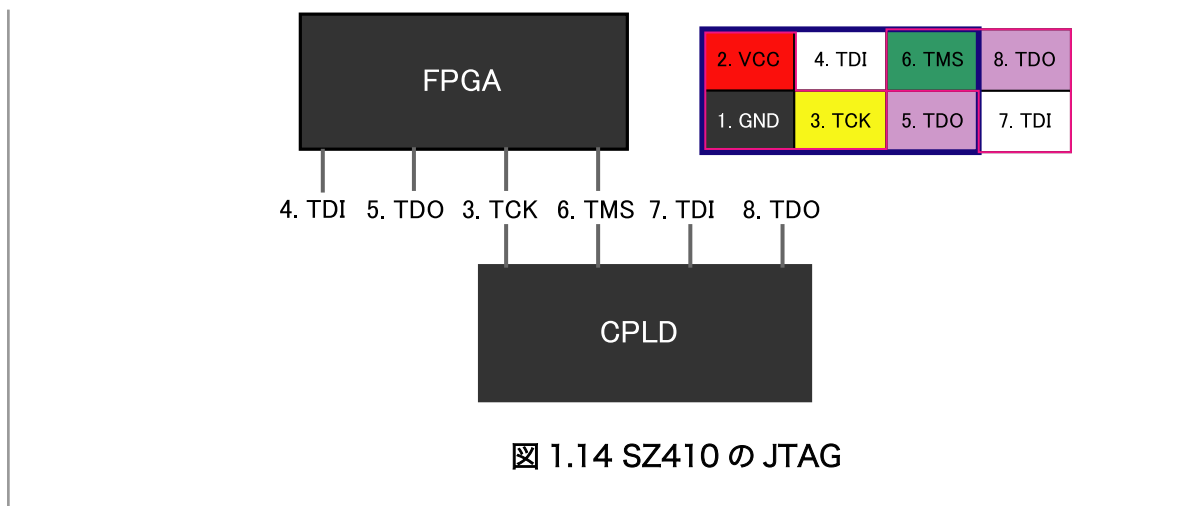 FPGA
2. VCC 4. TDI 6. TMS 8. TDO
1. GND 3. TCK 5. TDO 7. TDI
4. TDI 5. TDO 3. TCK 6. TMS 7. TDI 8. TDO
CPLD
図 1.14 SZ410 の JTAG